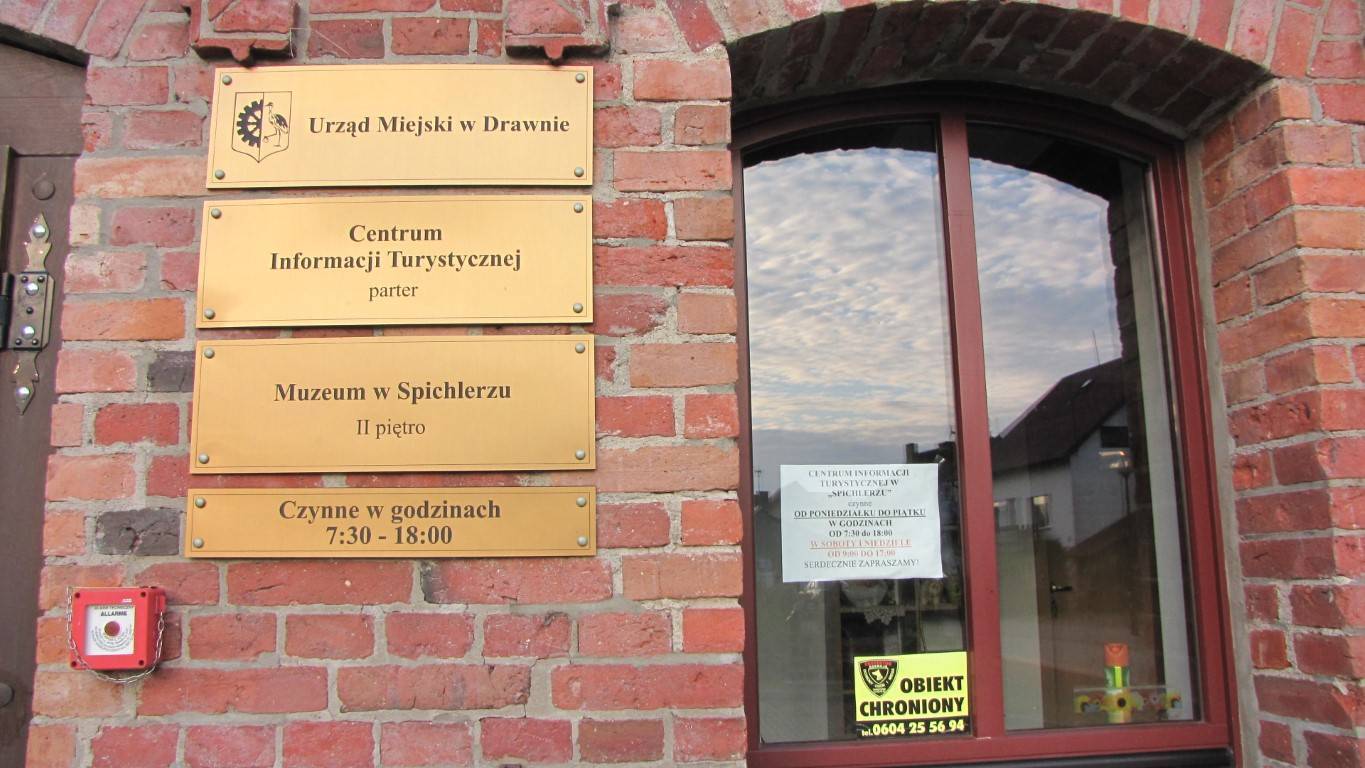 Urząd Miejski w Drawnie
Centrum
Informacji Turystycznej
parter
Muzeum w Spichlerzu
II piętro
Czynne w godzinach
7:30 - 18:00
ALLARME
CENTRUM INFORMACJI
TURYSTYCZNEJ W
„SPICHLERZU”
czynne
OD PONIEDZIAŁKU DO PIĄTKU
W GODZINACH
OD 7:30 do 18:00
W SOBOTY I NIEDZIELE
OD 9:00 DO 17:00
SERDECZNIE ZAPRASZAMY!
OBIEKT
CHRONIONY
tel.0604 25 56 94